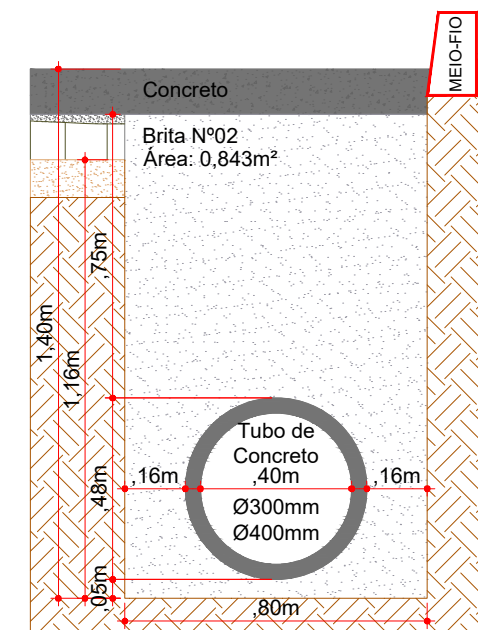 MEIO-FIO
Concreto
Brita Nº02
Área: 0,843m²
,75m
1,40m
1,16m
Tubo de
Concreto
,16m
,40m
,16m
,48m
Ø300mm
Ø400mm
,05m
,80m